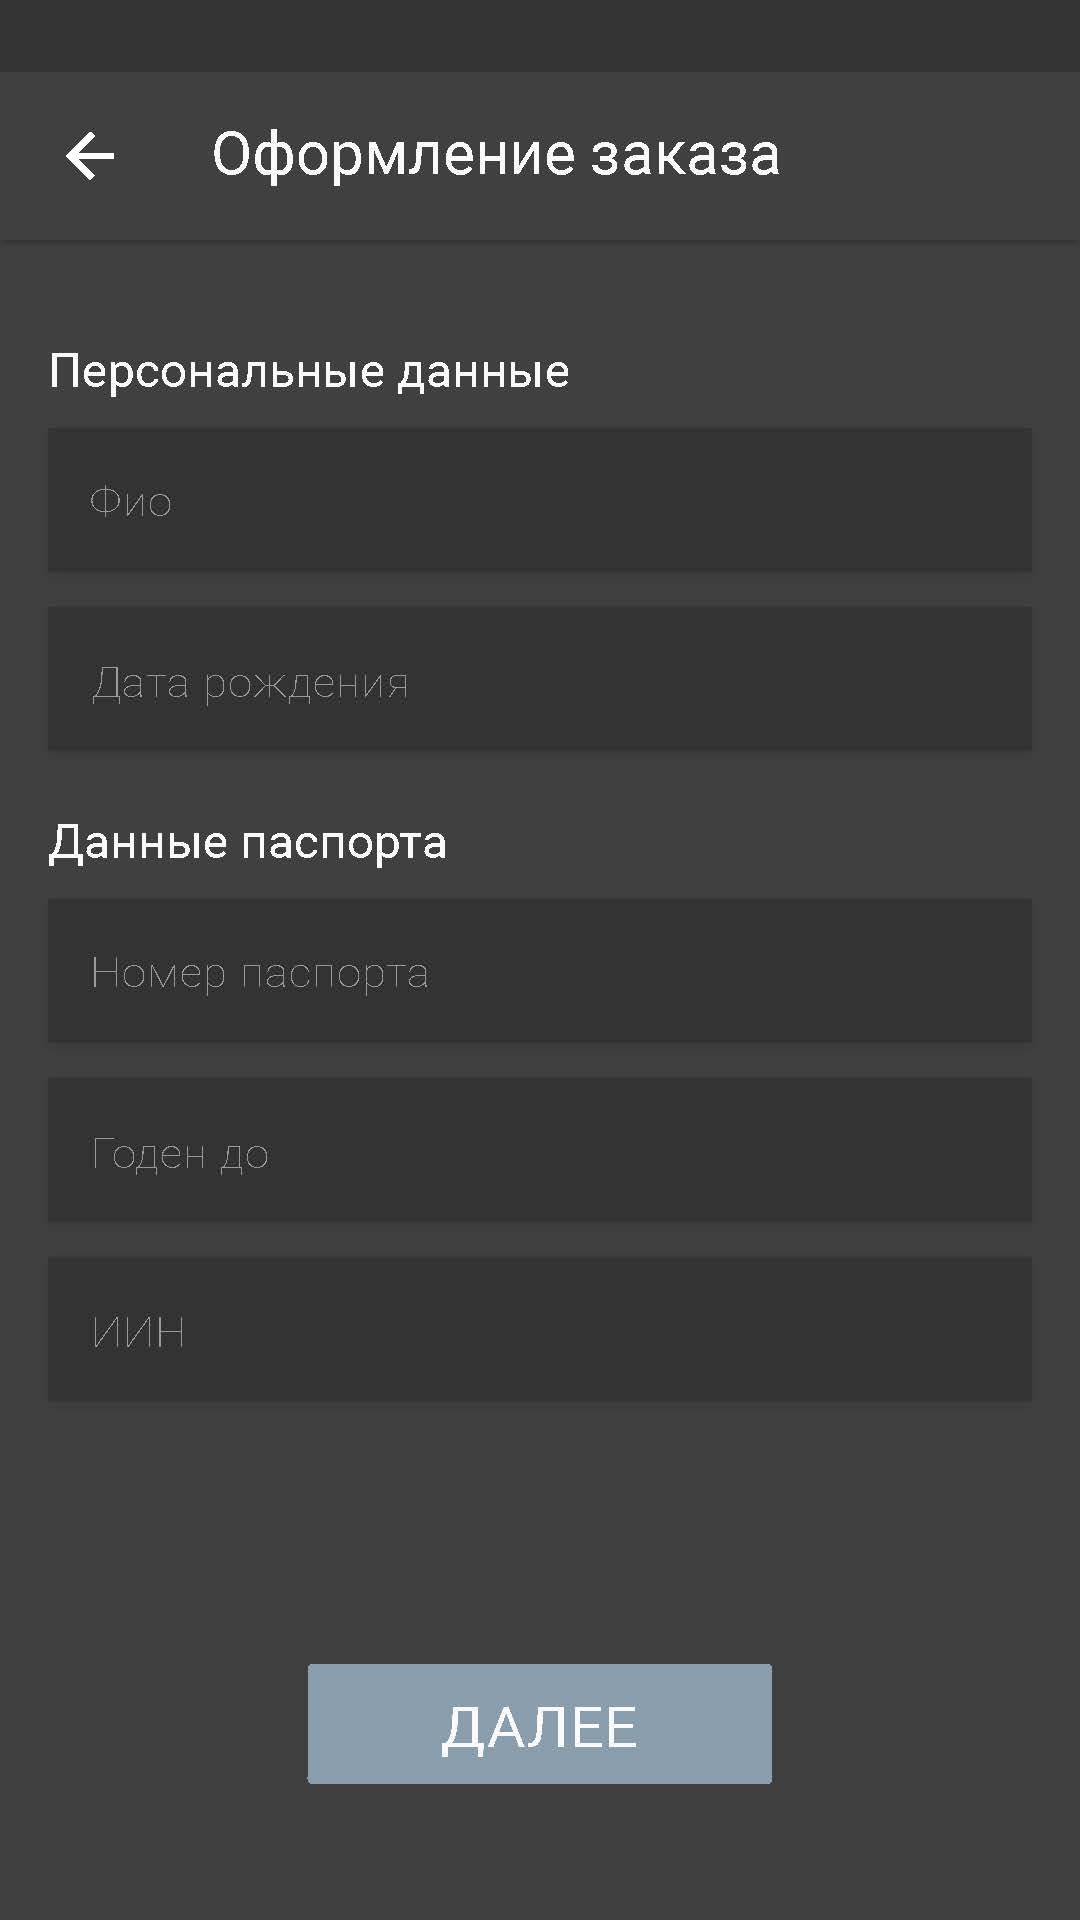 Оформление заказа
Персональные данные
Фио
Дата рождения
Данные паспорта
Номер паспорта
Годен до
ИИН
ДАЛЕЕ